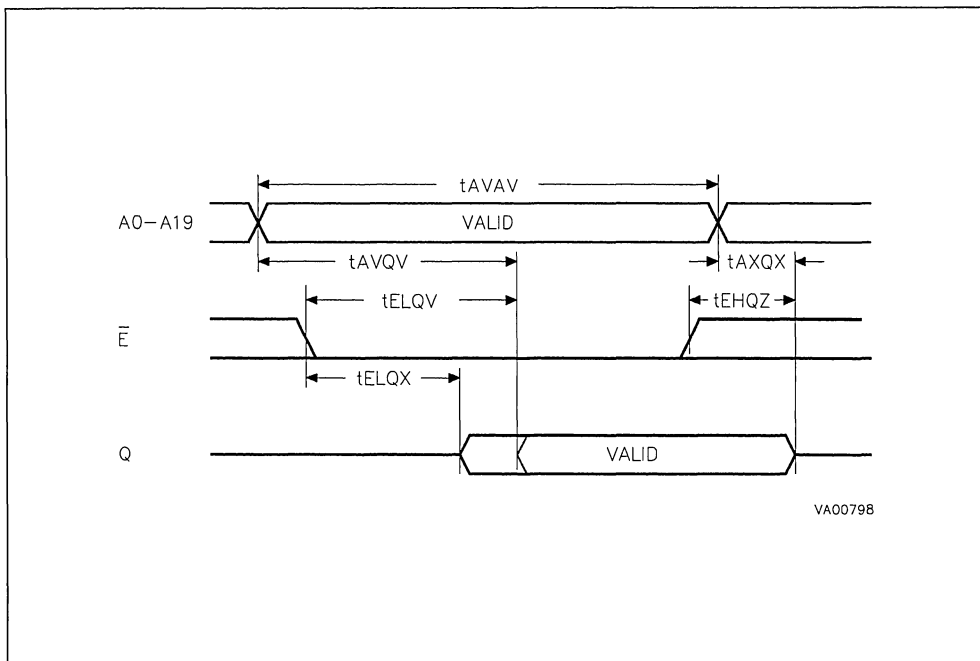 tAVAV
A0-A19 VALID
tAVQV tAXQX
tELQV tEHQZ
E̅
tELQX
Q VALID
VA00798